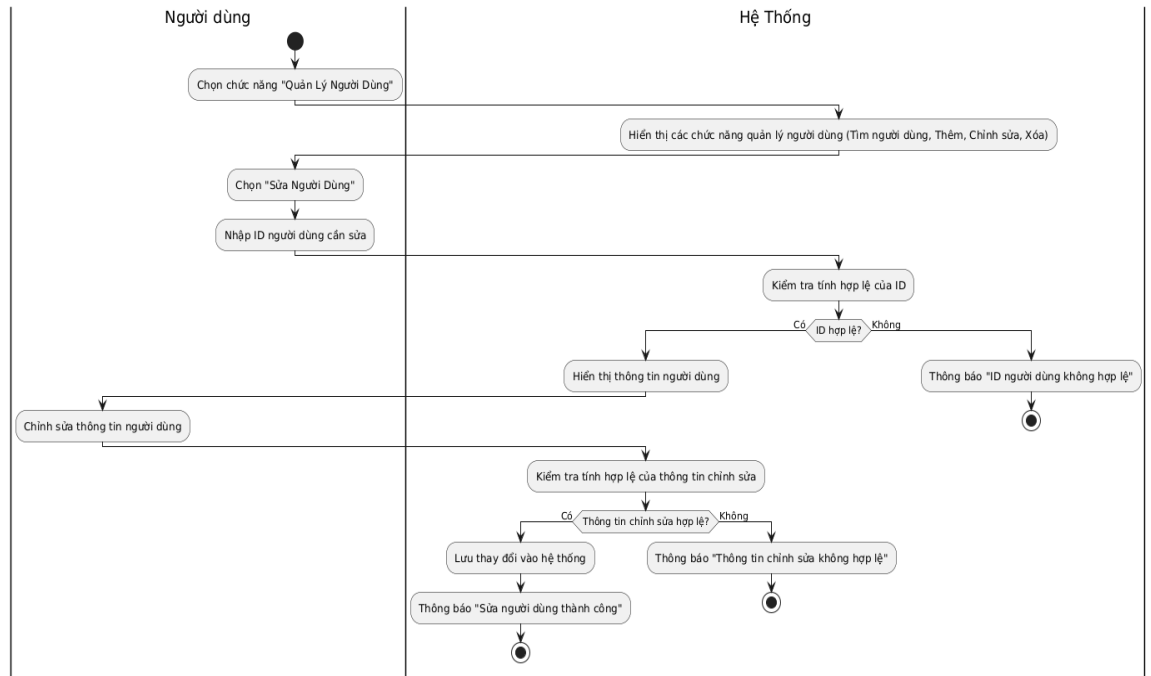 Người dùng
Hệ Thống
Chọn chức năng "Quản Lý Người Dùng"
Hiển thị các chức năng quản lý người dùng (Tìm người dùng, Thêm, Chỉnh sửa, Xóa)
Chọn "Sửa Người Dùng"
Nhập ID người dùng cần sửa
Kiểm tra tính hợp lệ của ID
Có
ID hợp lệ?
Không
Hiển thị thông tin người dùng
Thông báo "ID người dùng không hợp lệ"
Chỉnh sửa thông tin người dùng
Kiểm tra tính hợp lệ của thông tin chỉnh sửa
Có
Thông tin chỉnh sửa hợp lệ?
Không
Lưu thay đổi vào hệ thống
Thông báo "Thông tin chỉnh sửa không hợp lệ"
Thông báo "Sửa người dùng thành công"